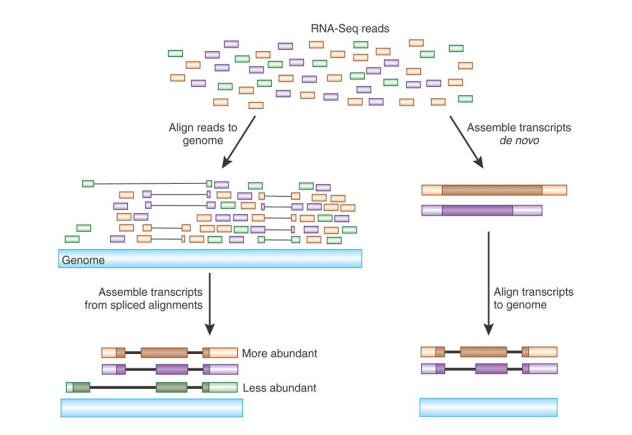 RNA-Seq reads
Align reads to
genome
Assemble transcripts
de novo
Genome
Assemble transcripts
from spliced alignments
Align transcripts
to genome
More abundant
Less abundant